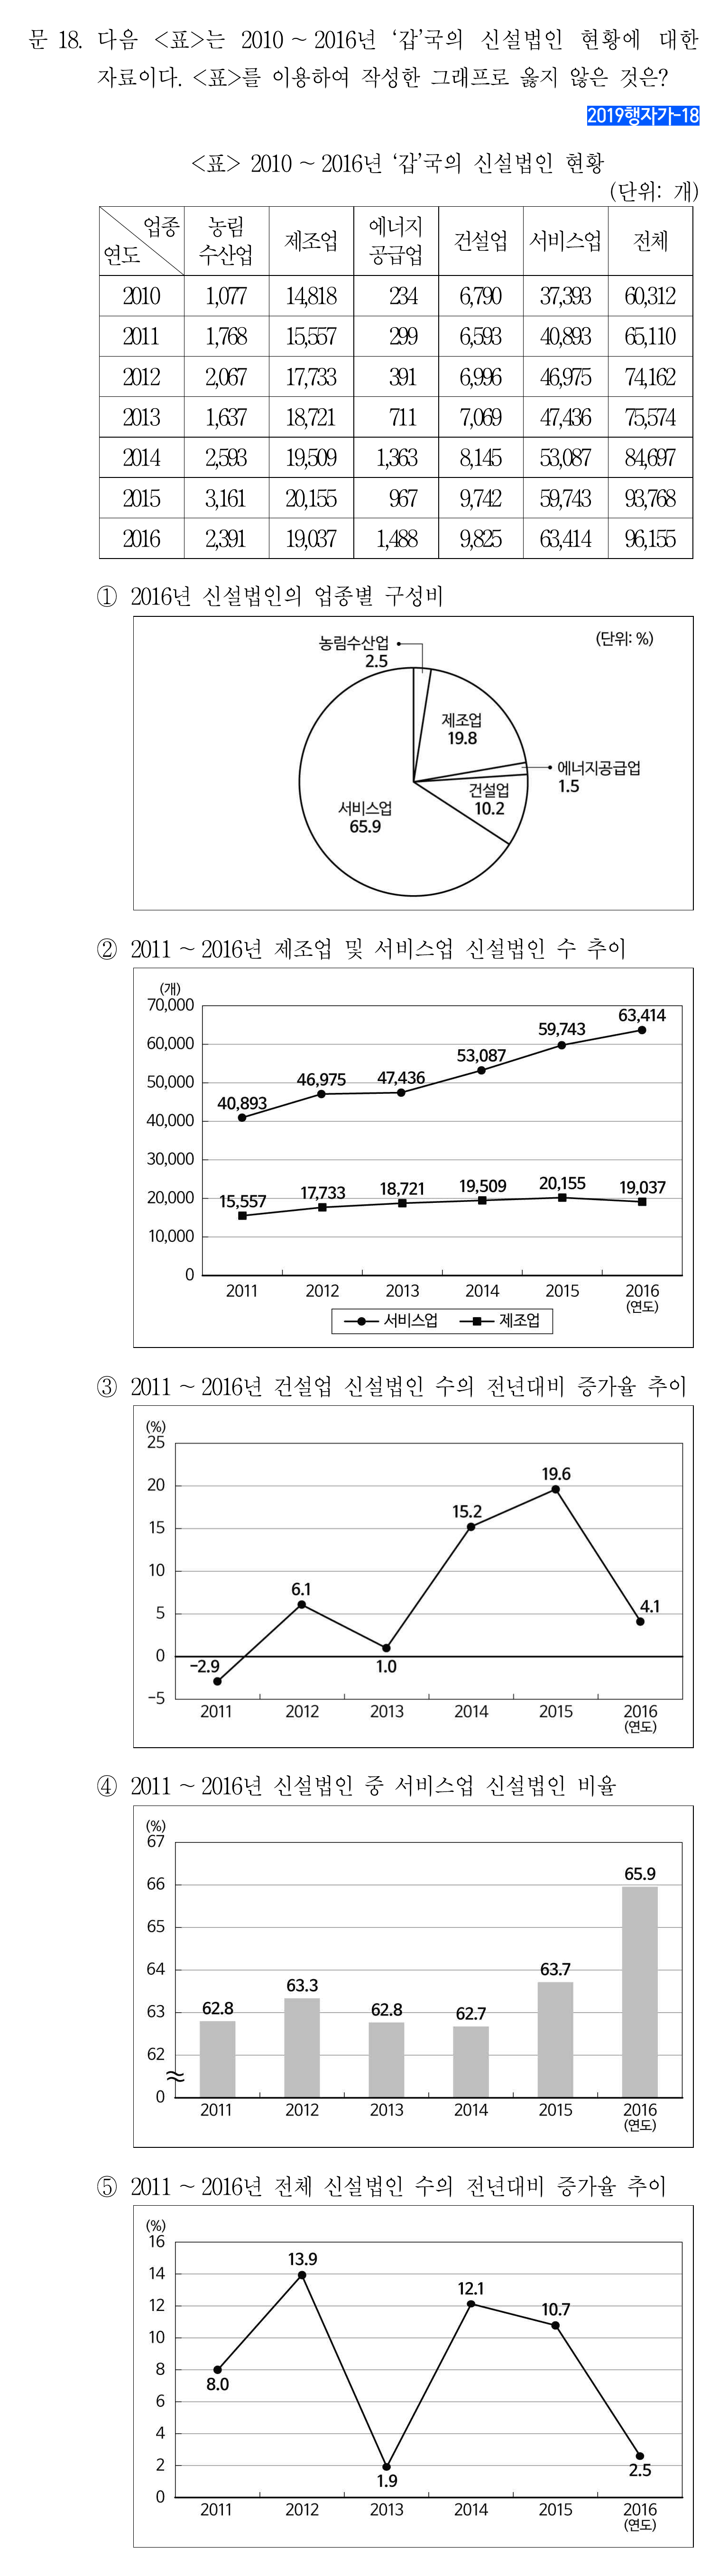 문 18. 다음 <표>는 2010 ~ 2016년 ‘갑’국의 신설법인 현황에 대한
자료이다. <표>를 이용하여 작성한 그래프로 옳지 않은 것은?
2019행자가-18
<표> 2010 ~ 2016년 ‘갑’국의 신설법인 현황
(단위: 개)
업종 연도 농림수산업 제조업 에너지공급업 건설업 서비스업 전체
2010 1,077 14,818 234 6,790 37,393 60,312
2011 1,768 15,557 299 6,593 40,893 65,110
2012 2,067 17,733 391 6,996 46,975 74,162
2013 1,637 18,721 711 7,069 47,436 75,574
2014 2,593 19,509 1,363 8,145 53,087 84,697
2015 3,161 20,155 967 9,742 59,743 93,768
2016 2,391 19,037 1,488 9,825 63,414 96,155
① 2016년 신설법인의 업종별 구성비
(단위: %)
농림수산업
2.5
제조업
19.8
에너지공급업
1.5
건설업
10.2
서비스업
65.9
② 2011 ~ 2016년 제조업 및 서비스업 신설법인 수 추이
(개)
70,000
60,000
50,000
40,000
30,000
20,000
10,000
0
40,893 46,975 47,436 53,087 59,743 63,414
15,557 17,733 18,721 19,509 20,155 19,037
2011 2012 2013 2014 2015 2016
(연도)
서비스업 제조업
③ 2011 ~ 2016년 건설업 신설법인 수의 전년대비 증가율 추이
(%)
25
20
15
10
5
0
-5
-2.9 6.1 1.0 15.2 19.6 4.1
2011 2012 2013 2014 2015 2016
(연도)
④ 2011 ~ 2016년 신설법인 중 서비스업 신설법인 비율
(%)
67
66
65
64
63
62
0
62.8 63.3 62.8 62.7 63.7 65.9
2011 2012 2013 2014 2015 2016
(연도)
⑤ 2011 ~ 2016년 전체 신설법인 수의 전년대비 증가율 추이
(%)
16
14
12
10
8
6
4
2
0
8.0 13.9 1.9 12.1 10.7 2.5
2011 2012 2013 2014 2015 2016
(연도)